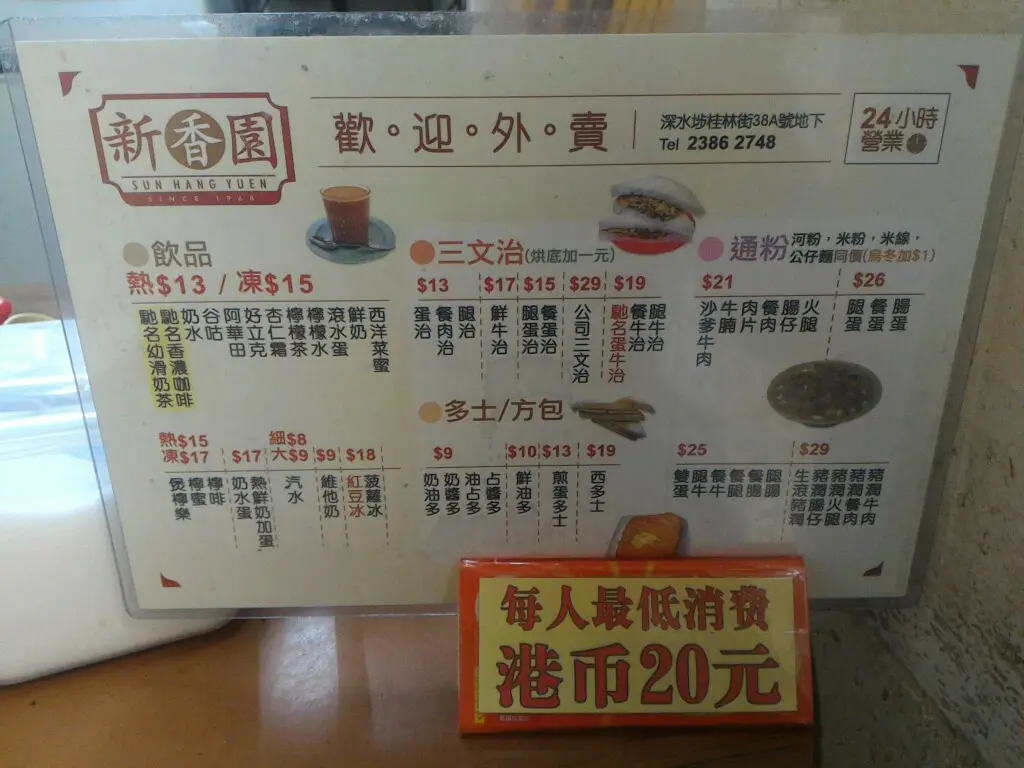 新香園
SUN HANG YUEN
SINCE 1968
歡。迎。外。賣
深水埗桂林街38A號地下
Tel 2386 2748
24小時
營業
飲品
熱$13 / 凍$15
馳名幼滑奶茶
馳名香濃咖啡
奶水
谷咕
阿華田
好立克
杏仁霜
檸檬茶
檸檬水
滾水蛋
鮮奶
西洋菜蜜
熱$15
凍$17
煲檸樂
檸蜜
檸啡
$17
奶水蛋
熱鮮奶加蛋
細$8
大$9
汽水
$9
維他奶
$18
紅豆冰
菠蘿冰
三文治(烘底加一元)
$13
蛋治
餐肉治
腿治
$17
鮮牛治
$15
腿蛋治
餐蛋治
$29
公司三文治
$19
馳名蛋牛治
餐牛治
腿牛治
多士/方包
$9
奶油多
奶醬多
油占多
占醬多
$10
鮮油多
$13
煎蛋多士
$19
西多士
通粉
河粉，米粉，米線，
公仔麵同價(烏冬加$1)
$21
沙爹牛肉
牛腩
肉片
餐肉
腸仔
火腿
$26
腿蛋
餐蛋
腸蛋
$25
雙蛋
腿牛
餐牛
餐腿
餐腸
腿腸
$29
生滾豬潤
豬潤腸仔
豬潤火腿
豬潤餐肉
豬潤牛肉
每人最低消费
港币20元